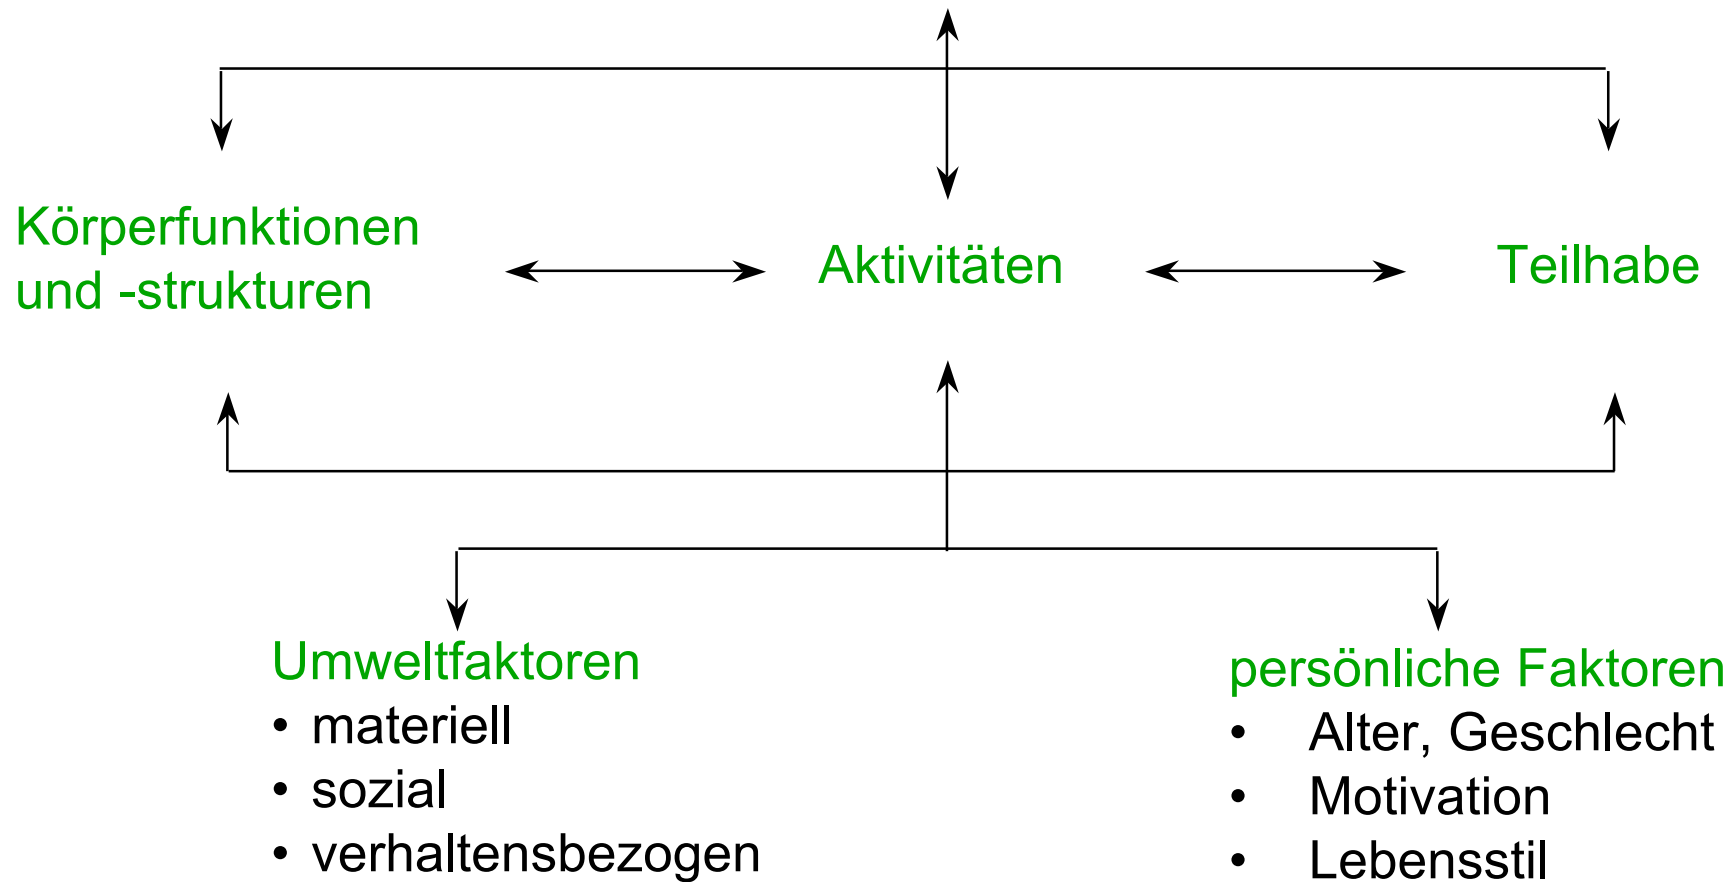 Körperfunktionen
und -strukturen
Aktivitäten
Teilhabe
Umweltfaktoren
• materiell
• sozial
• verhaltensbezogen
persönliche Faktoren
• Alter, Geschlecht
• Motivation
• Lebensstil